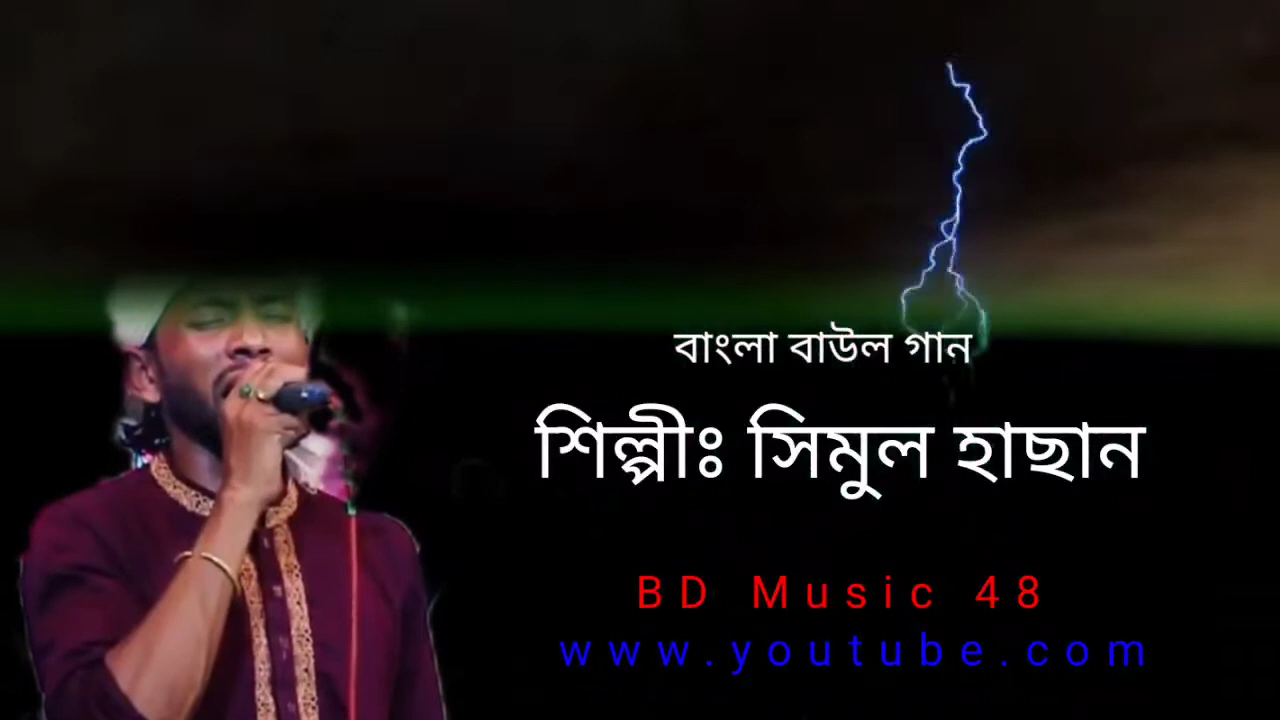 বাংলা বাউল গান
শিল্পীঃ সিমুল হাছান
BD Music 48
www.youtube.com